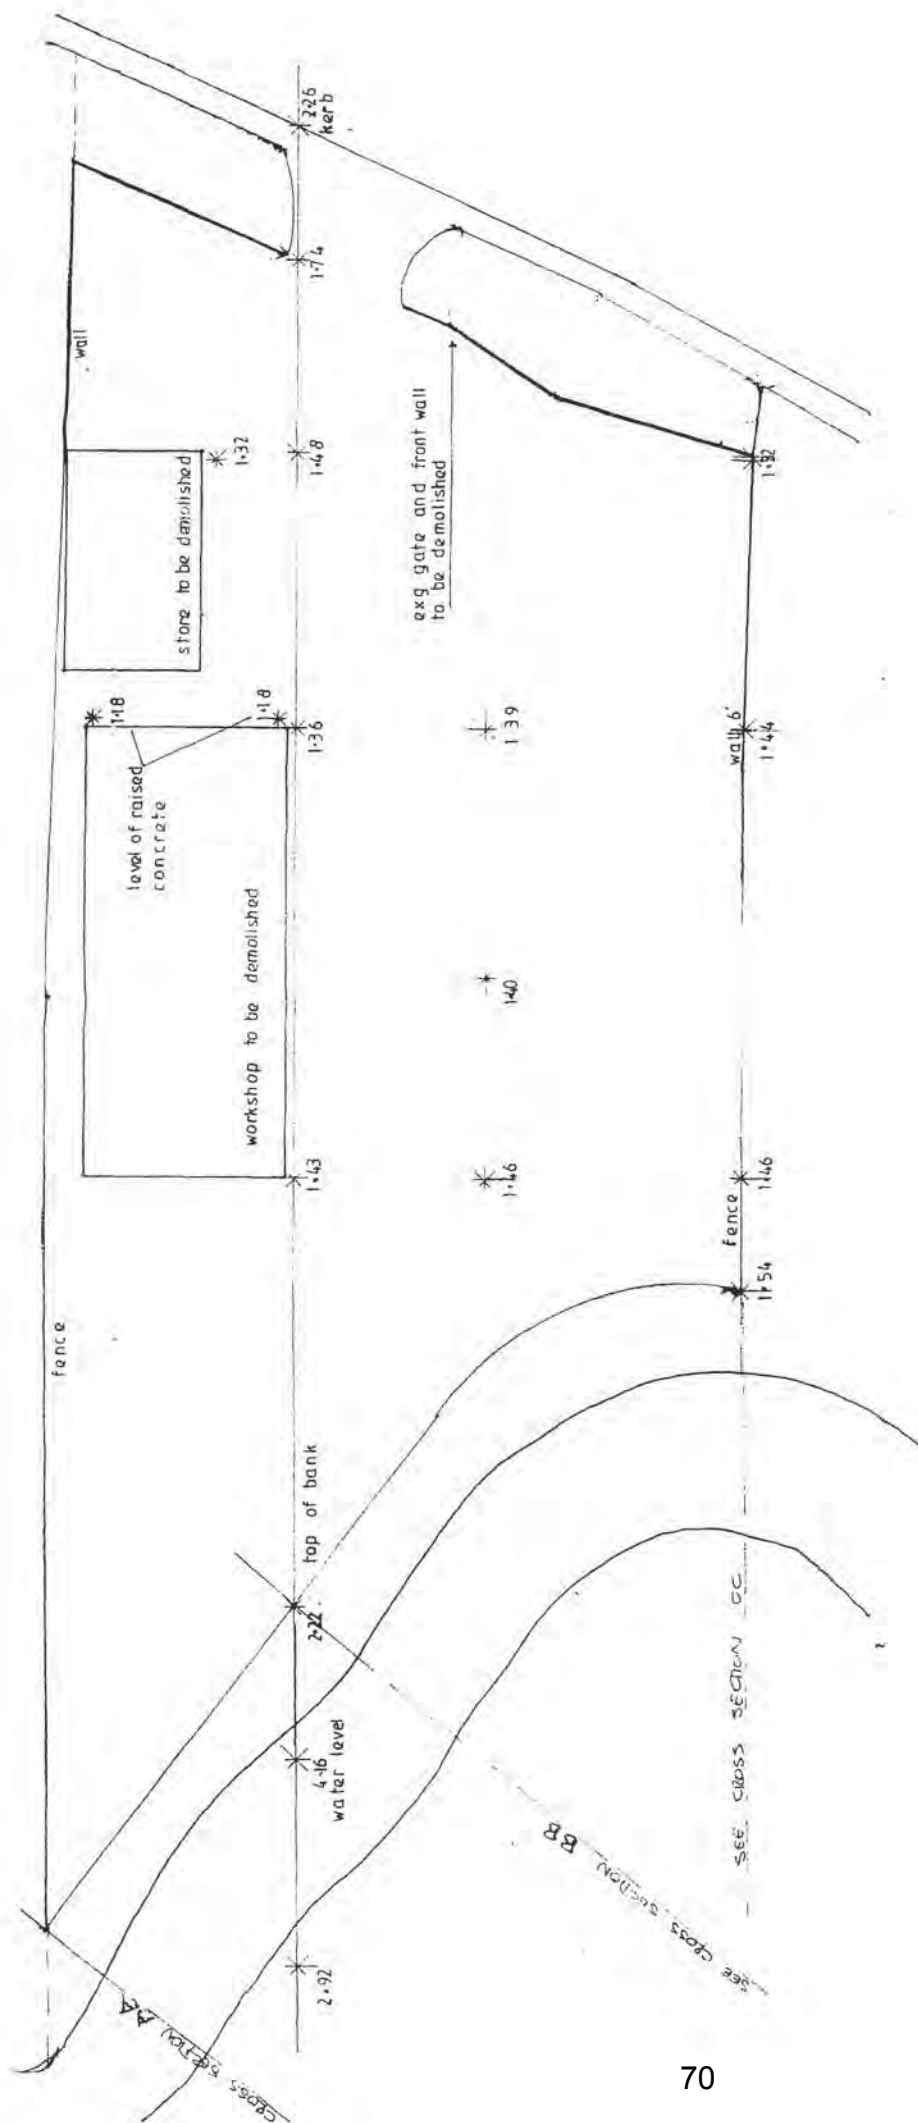 2·26
kerb
1·74
wall
1·32
1·48
store to be demolished
exg gate and front wall
to be demolished
1·32
1·18
1·18
level of raised
concrete
1·36
1·39
wall 6'
1·44
workshop to be demolished
1·40
1·43
1·46
1·46
fence
1·54
fence
top of bank
2·22
4·16
water level
2·92
CROSS SECTION AA
SEE CROSS SECTION BB
SEE CROSS SECTION CC
70